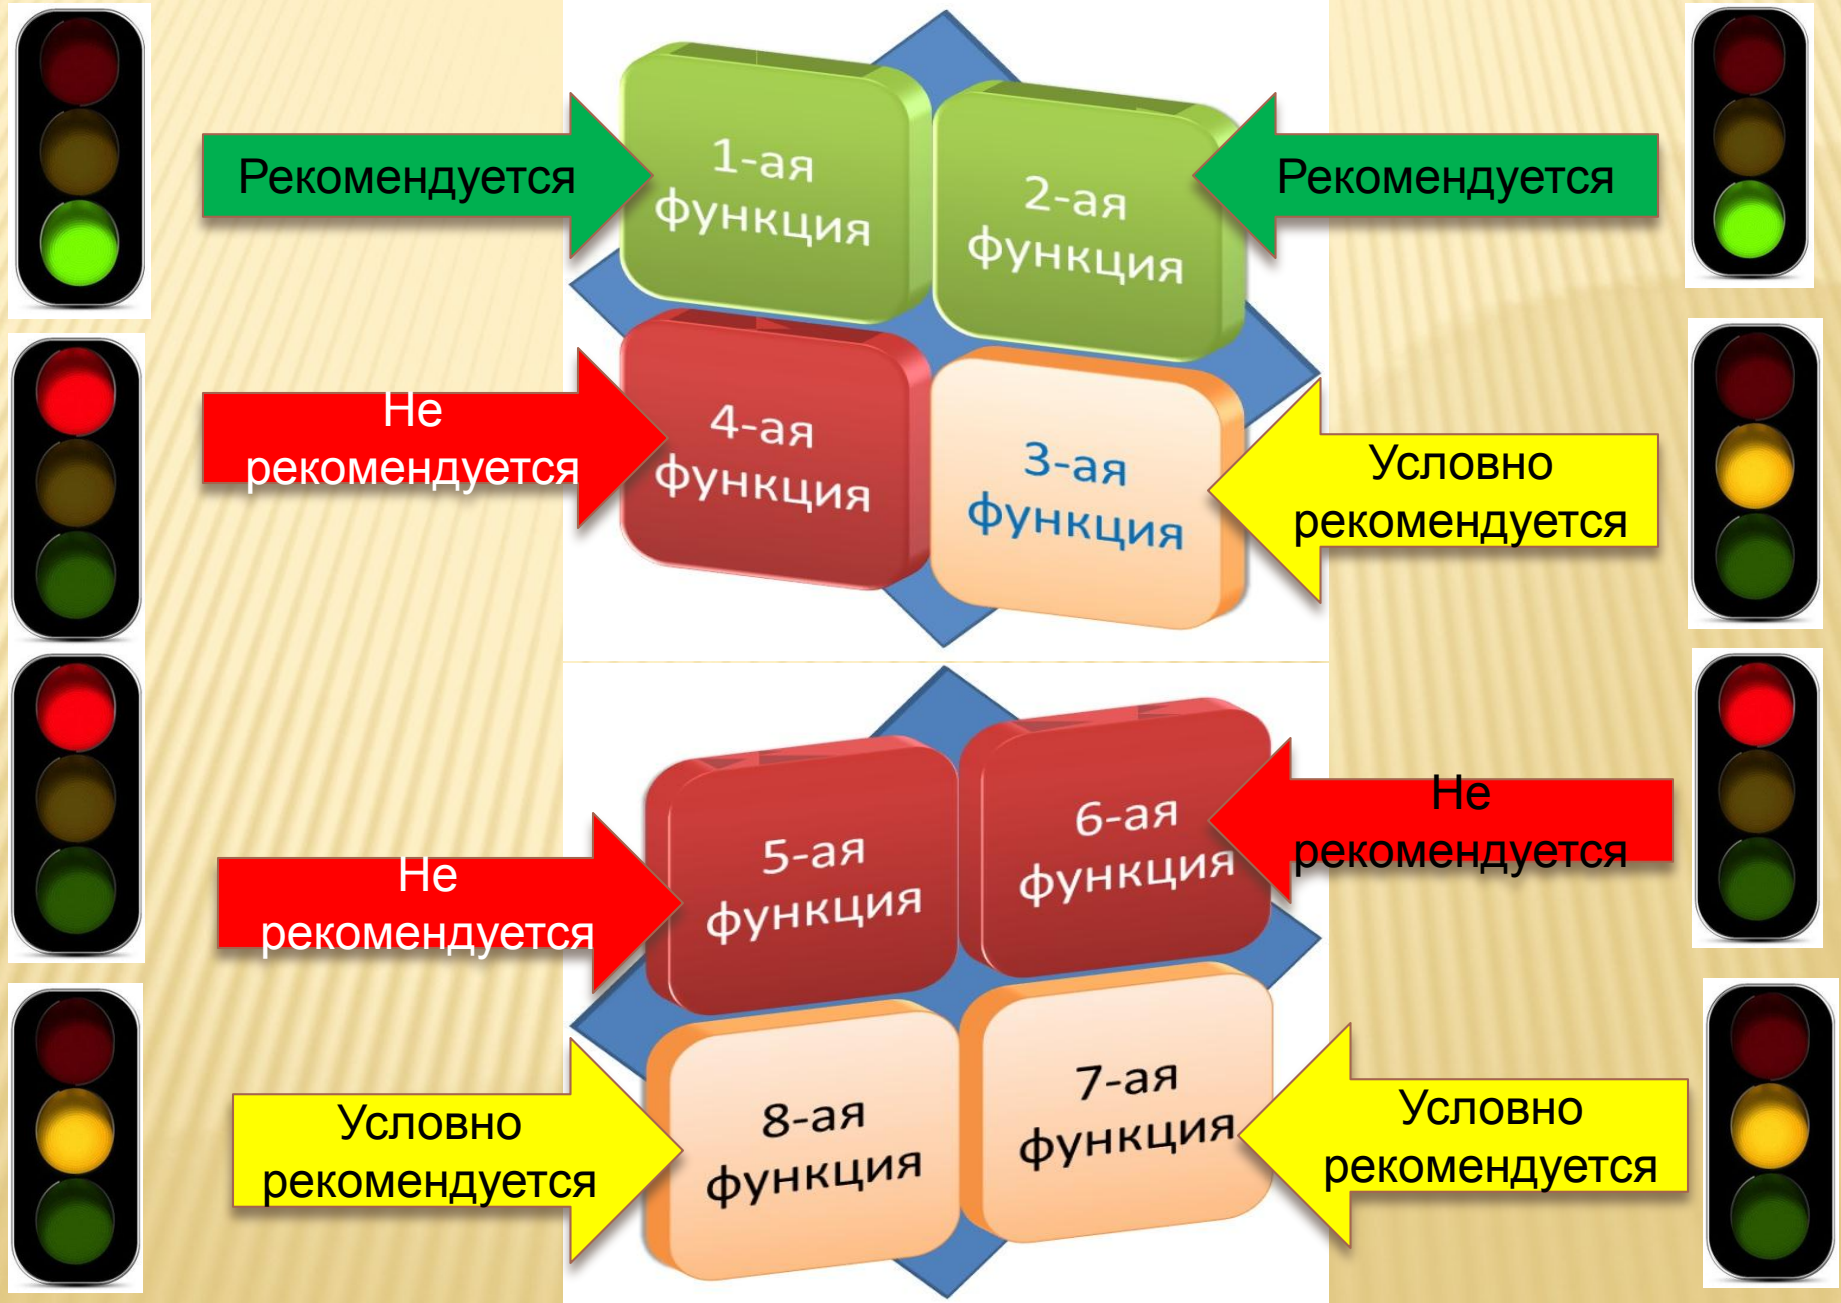 Рекомендуется
1-ая
функция
2-ая
функция
Рекомендуется
Не
рекомендуется
4-ая
функция
3-ая
функция
Условно
рекомендуется
Не
рекомендуется
5-ая
функция
6-ая
функция
Не
рекомендуется
Условно
рекомендуется
8-ая
функция
7-ая
функция
Условно
рекомендуется